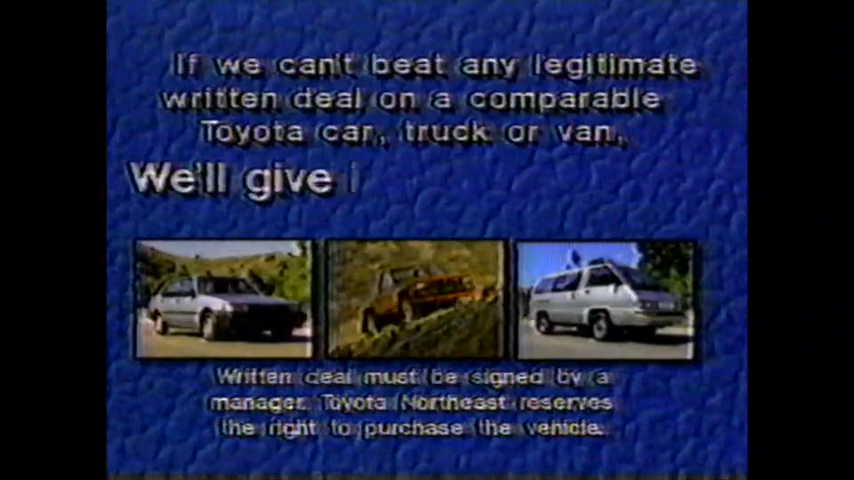 If we can't beat any legitimate
written deal on a comparable
Toyota car, truck or van,
We'll give
Written deal must be signed by a
manager. Toyota Northeast reserves
the right to purchase the vehicle.